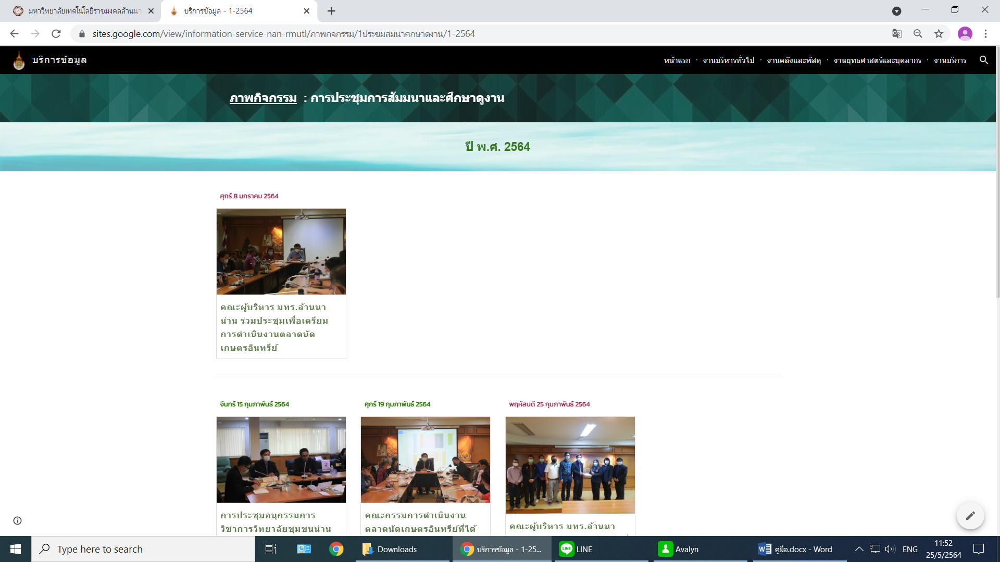 มหาวิทยาลัยเทคโนโลยีราชมงคลล้านนา
บริการข้อมูล - 1-2564
sites.google.com/view/information-service-nan-rmutl/ภาพกจกรรม/1ประชมสมนาศกษาดงาน/1-2564
บริการข้อมูล
หน้าแรก · งานบริหารทั่วไป · งานคลังและพัสดุ · งานยุทธศาสตร์และบุคลากร · งานบริการ
ภาพกิจกรรม : การประชุมการสัมมนาและศึกษาดูงาน
ปี พ.ศ. 2564
ศุกร์ 8 มกราคม 2564
คณะผู้บริหาร มทร.ล้านนา
น่าน ร่วมประชุมเพื่อเตรียม
การดำเนินงานตลาดนัด
เกษตรอินทรีย์
จันทร์ 15 กุมภาพันธ์ 2564
การประชุมอนุกรรมการ
วิชาการวิทยาลัยชุมชนน่าน
ศุกร์ 19 กุมภาพันธ์ 2564
คณะกรรมการดำเนินงาน
ตลาดนัดเกษตรอินทรีย์ที่ได้
พฤหัสบดี 25 กุมภาพันธ์ 2564
คณะผู้บริหาร มทร.ล้านนา
Type here to search
Downloads
บริการข้อมูล - 1-25...
LINE
Avalyn
คู่มือ.docx - Word
ENG
11:52
25/5/2564